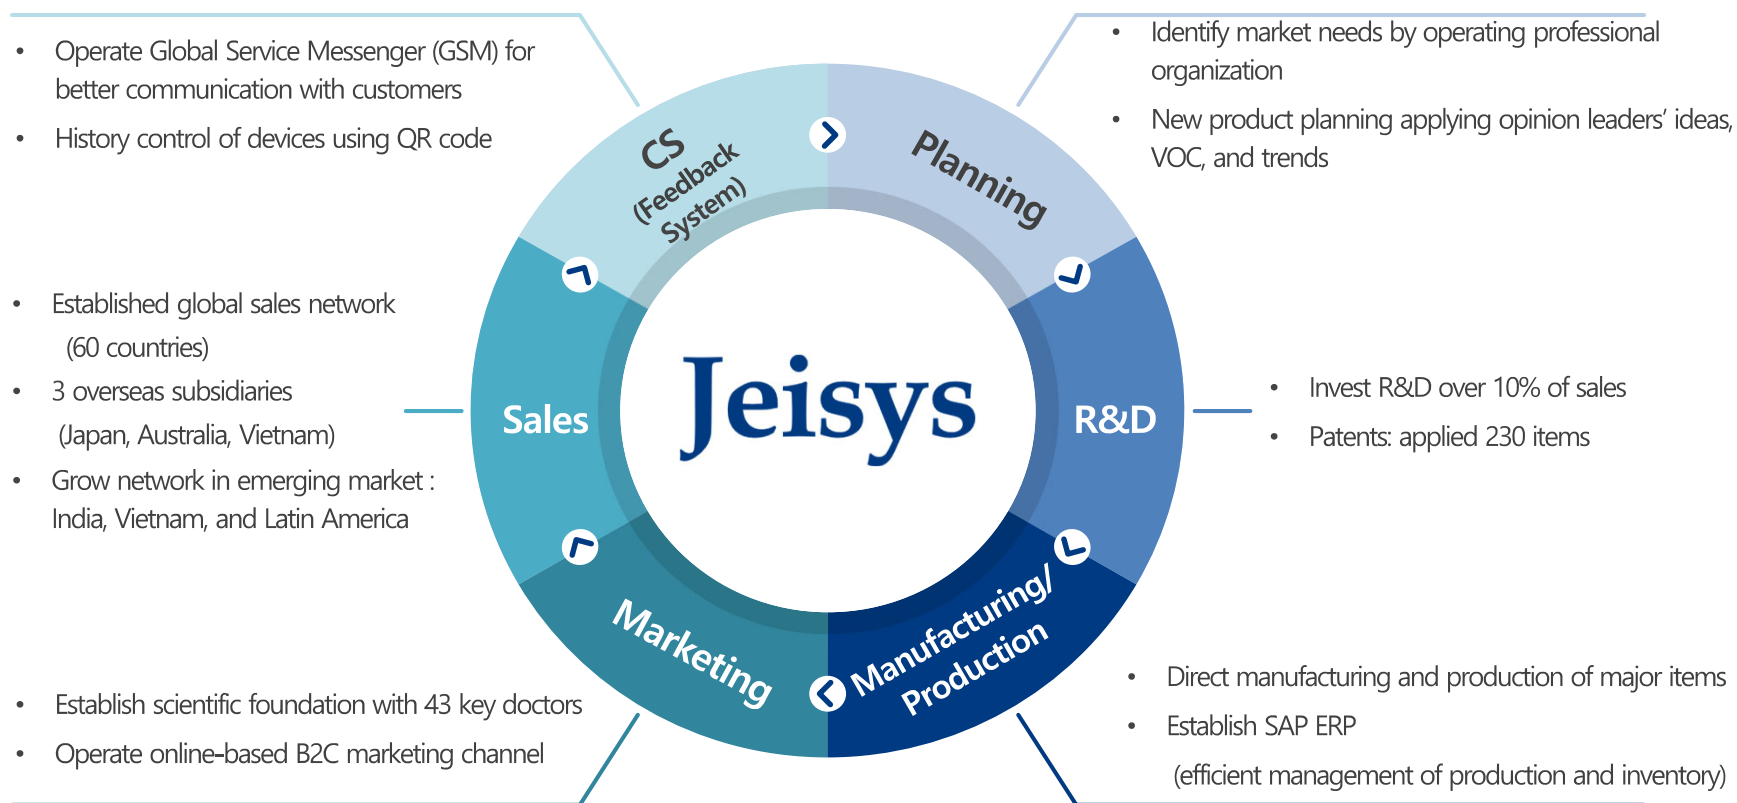 • Operate Global Service Messenger (GSM) for
better communication with customers
• History control of devices using QR code
• Identify market needs by operating professional
organization
• New product planning applying opinion leaders’ ideas,
VOC, and trends
CS
(Feedback
System)
Planning
• Established global sales network
(60 countries)
• 3 overseas subsidiaries
(Japan, Australia, Vietnam)
• Grow network in emerging market :
India, Vietnam, and Latin America
Sales
Jeisys
R&D
• Invest R&D over 10% of sales
• Patents: applied 230 items
Marketing
Manufacturing/
Production
• Establish scientific foundation with 43 key doctors
• Operate online-based B2C marketing channel
• Direct manufacturing and production of major items
• Establish SAP ERP
(efficient management of production and inventory)